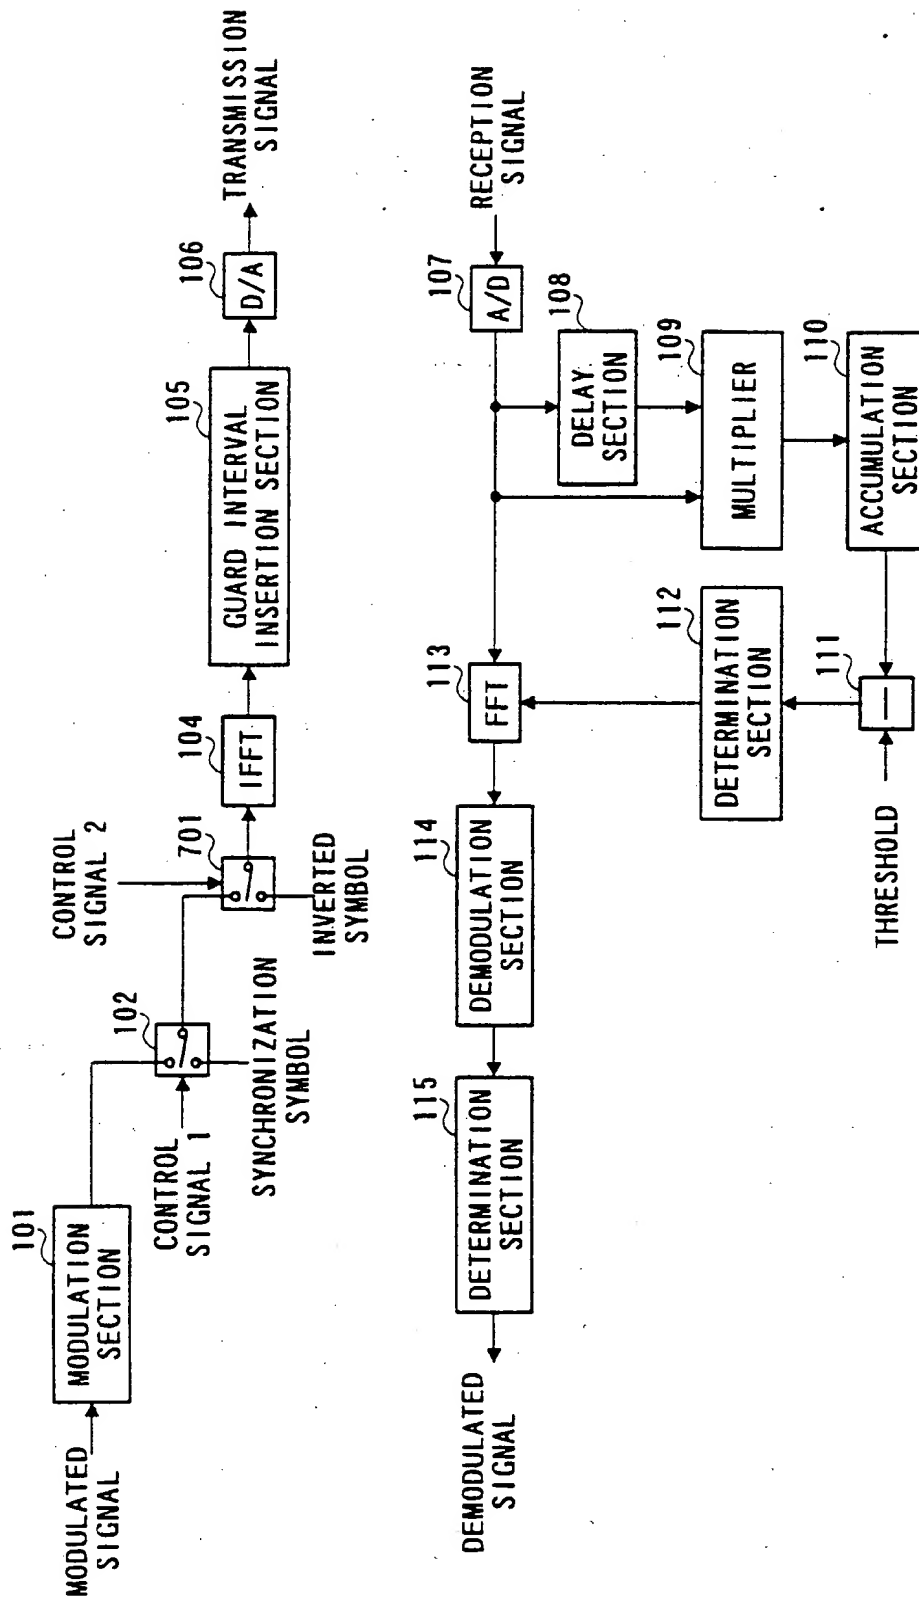 MODULATED
SIGNAL
101
MODULATION
SECTION
CONTROL
SIGNAL 1
102
SYNCHRONIZATION
SYMBOL
CONTROL
SIGNAL 2
701
INVERTED
SYMBOL
104
IFFT
105
GUARD INTERVAL
INSERTION SECTION
106
D/A
TRANSMISSION
SIGNAL
RECEPTION
SIGNAL
107
A/D
108
DELAY
SECTION
109
MULTIPLIER
110
ACCUMULATION
SECTION
111
THRESHOLD
112
DETERMINATION
SECTION
113
FFT
114
DEMODULATION
SECTION
115
DETERMINATION
SECTION
DEMODULATED
SIGNAL